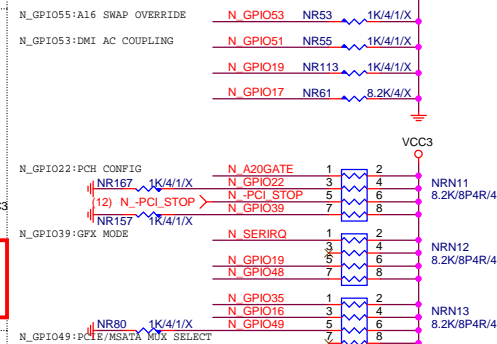 N_GPIO55:A16 SWAP OVERRIDE N_GPIO53 NR53 1K/4/1/X
N_GPIO53:DMI AC COUPLING N_GPIO51 NR55 1K/4/1/X
N_GPIO19 NR113 1K/4/1/X
N_GPIO17 NR61 8.2K/4/X
VCC3
N_GPIO22:PCH CONFIG N_A20GATE 1 2
NR167 1K/4/1/X N_GPIO22 3 4 NRN11
(12) N_-PCI_STOP N_-PCI_STOP 5 6 8.2K/8P4R/4
NR157 1K/4/1/X N_GPIO39 7 8
N_GPIO39:GFX MODE N_SERIRQ 1 2
3 4 NRN12
N_GPIO19 5 6 8.2K/8P4R/4
N_GPIO48 7 8
N_GPIO35 1 2
N_GPIO16 3 4 NRN13
NR80 1K/4/1/X N_GPIO49 5 6 8.2K/8P4R/4
N_GPIO49:PCIE/MSATA MUX SELECT 7 8